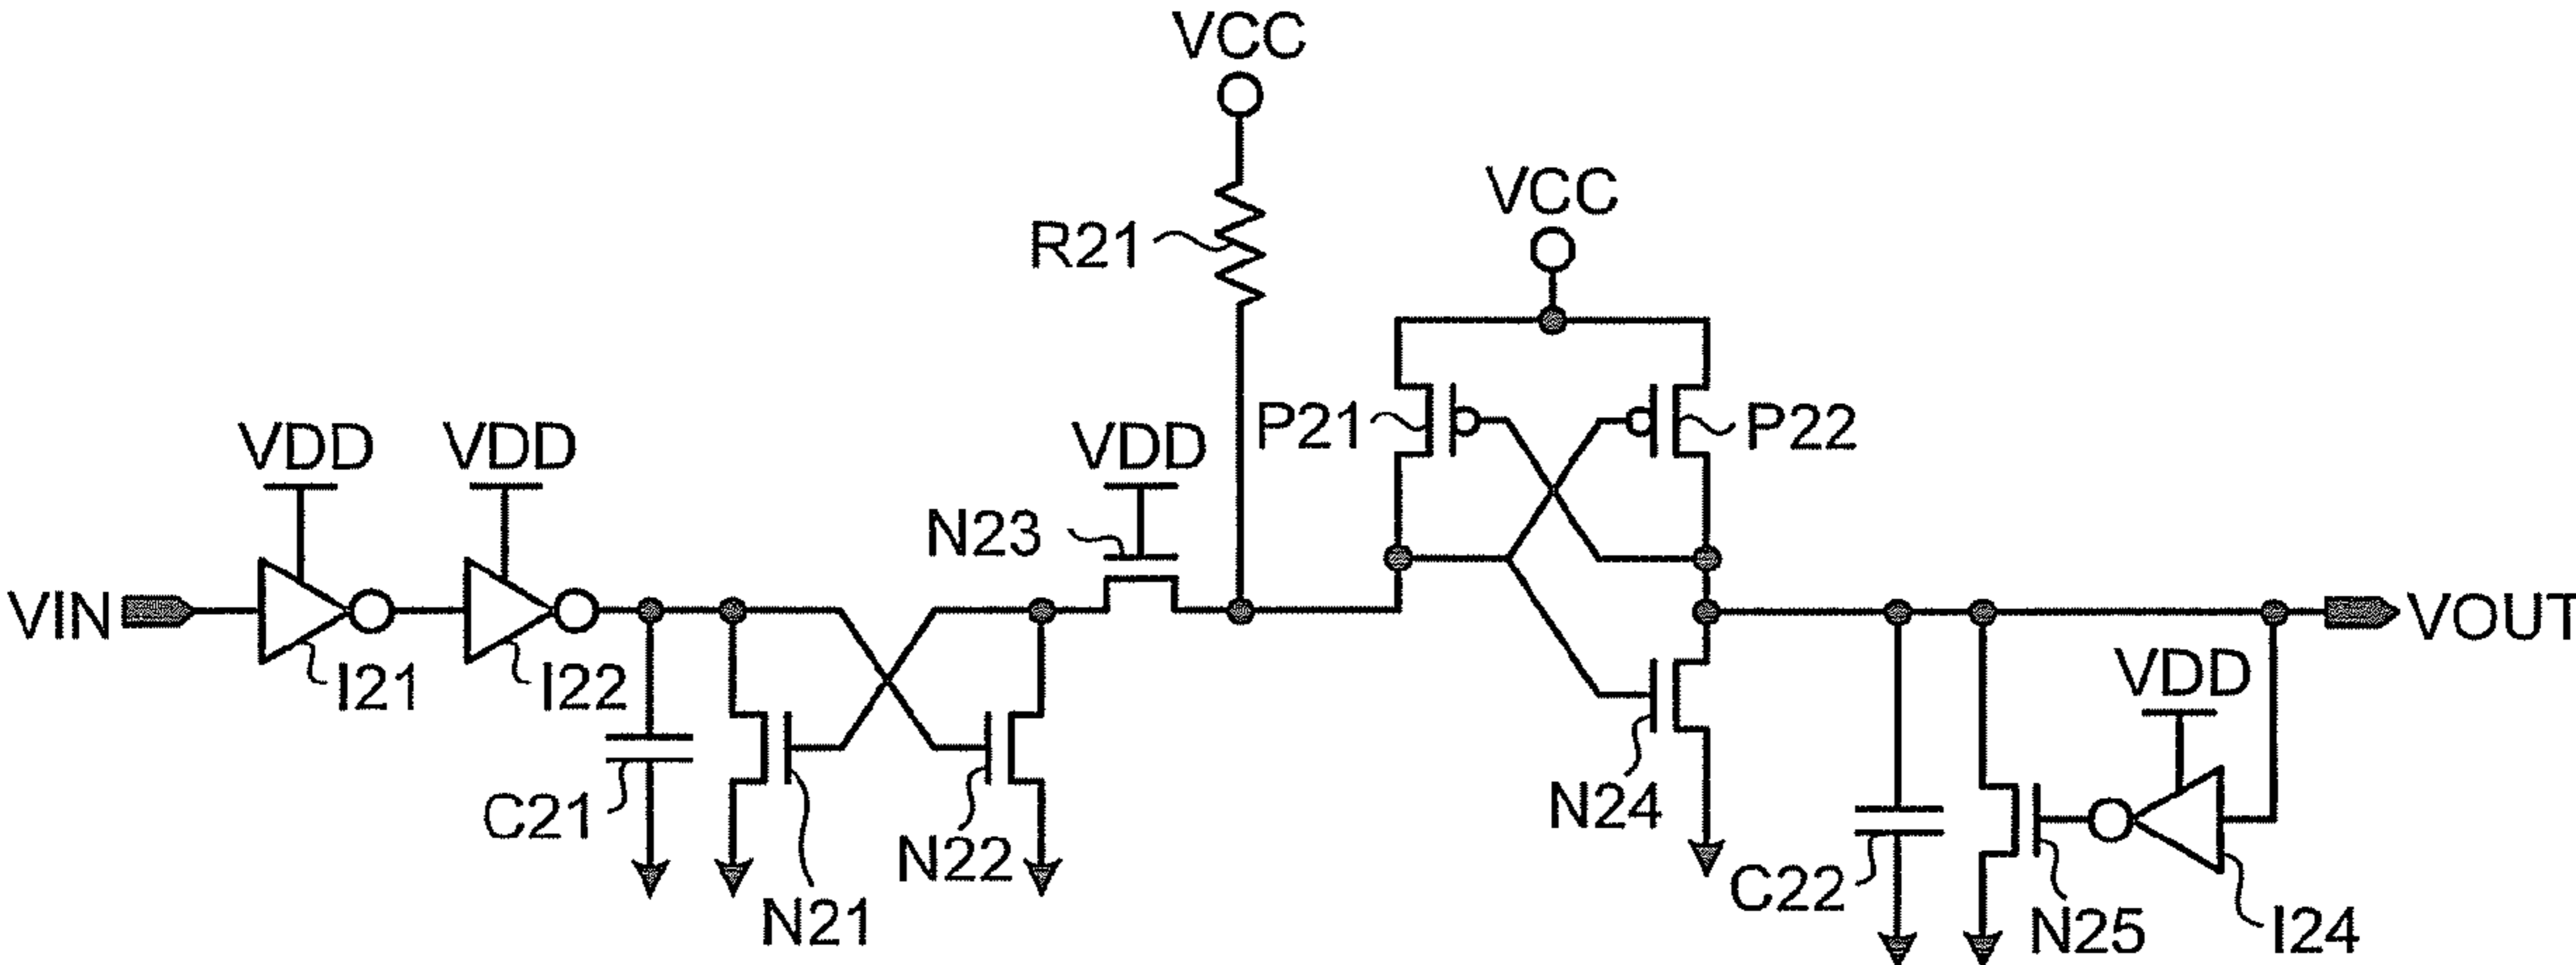 VCC
R21
VCC
P21
P22
VDD
VDD
VDD
N23
VIN
I21
I22
VOUT
VDD
C21
N21
N22
N24
C22
N25
I24